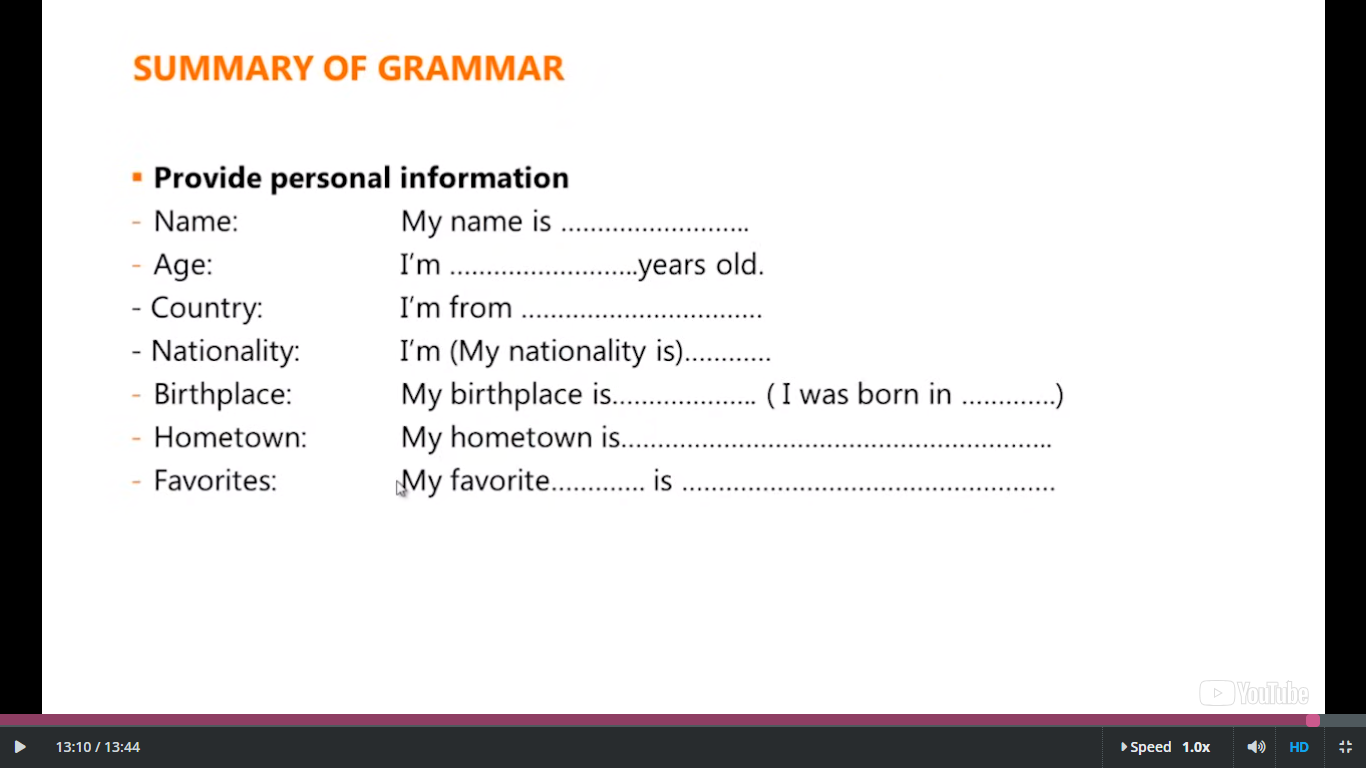 SUMMARY OF GRAMMAR
▪ Provide personal information
- Name: My name is ..........................
- Age: I'm ..........................years old.
- Country: I'm from .................................
- Nationality: I'm (My nationality is)............
- Birthplace: My birthplace is.................... ( I was born in .............)
- Hometown: My hometown is...........................................................
- Favorites: My favorite............. is ...................................................
YouTube
13:10 / 13:44 Speed 1.0x HD